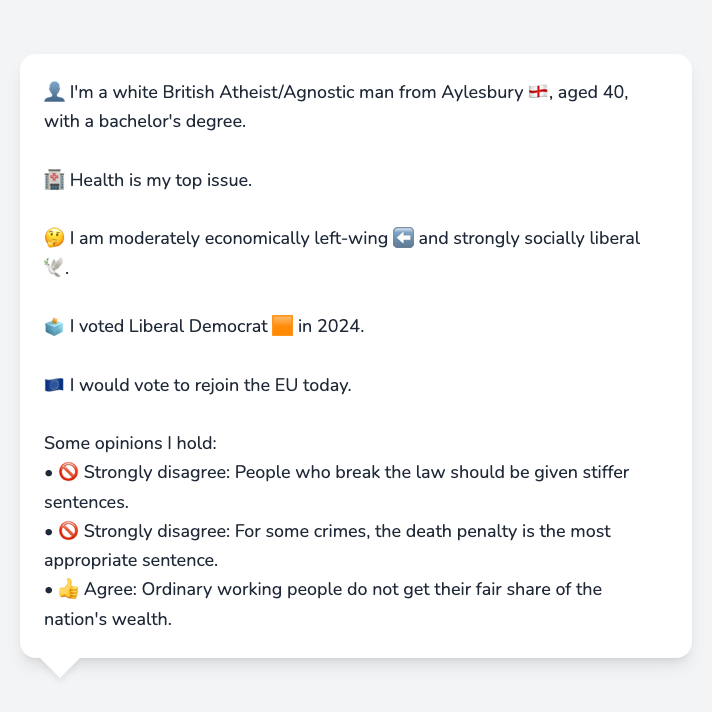 👤 I'm a white British Atheist/Agnostic man from Aylesbury 🏴󠁧󠁢󠁥󠁮󠁧󠁿, aged 40,
with a bachelor's degree.
🏥 Health is my top issue.
🤔 I am moderately economically left-wing ⬅️ and strongly socially liberal
🕊️.
🗳️ I voted Liberal Democrat 🟧 in 2024.
🇪🇺 I would vote to rejoin the EU today.
Some opinions I hold:
• 🚫 Strongly disagree: People who break the law should be given stiffer
sentences.
• 🚫 Strongly disagree: For some crimes, the death penalty is the most
appropriate sentence.
• 👍 Agree: Ordinary working people do not get their fair share of the
nation's wealth.